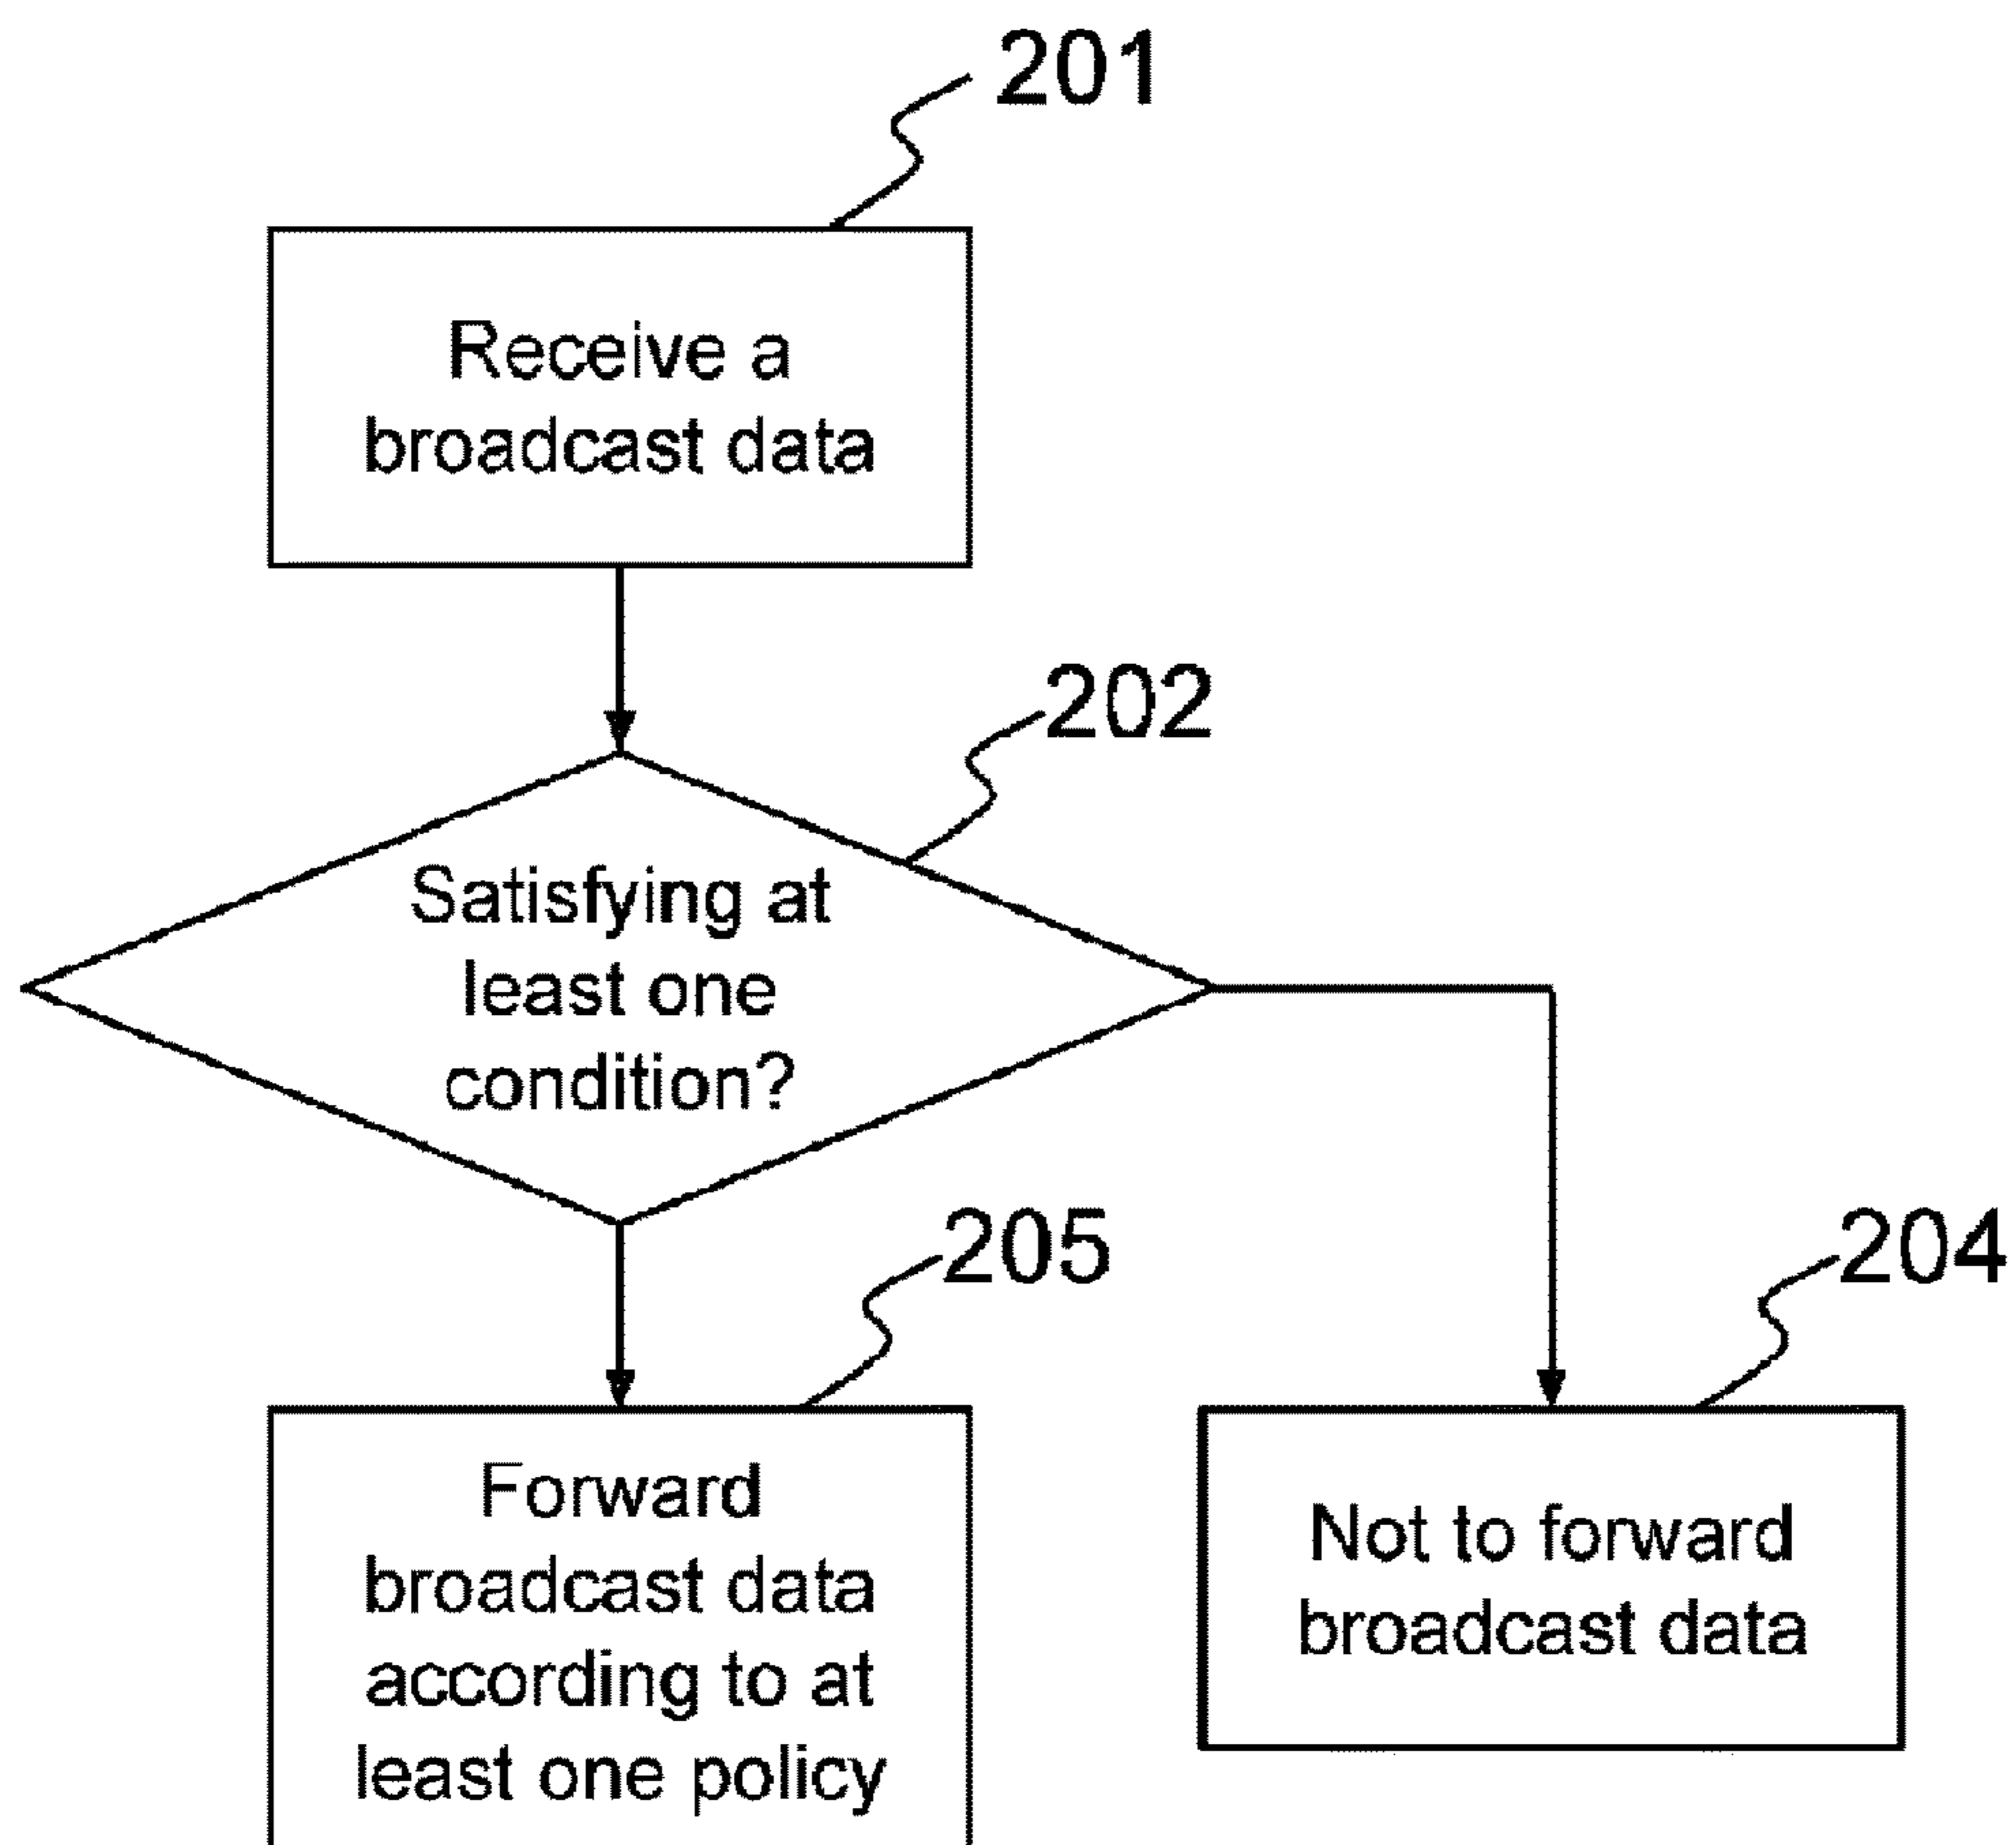 201
Receive a
broadcast data
202
Satisfying at
least one
condition?
205
204
Forward
broadcast data
according to at
least one policy
Not to forward
broadcast data